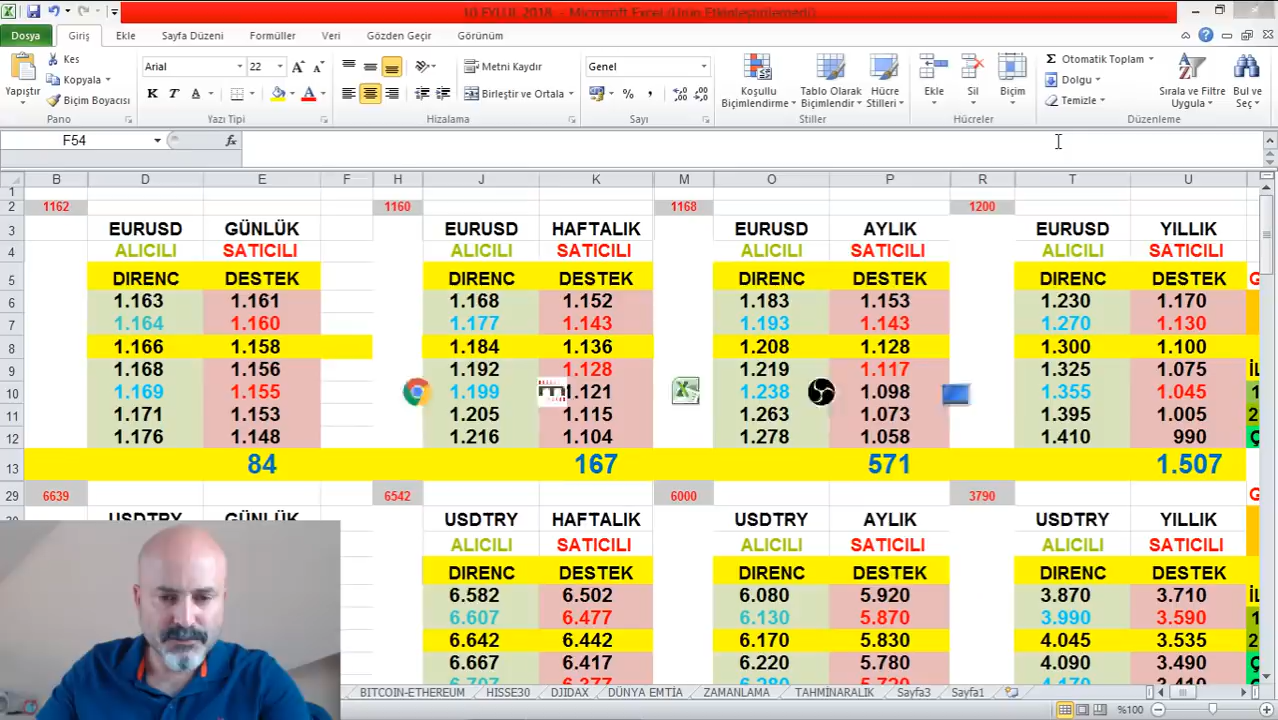 10 EYLÜL 2018 - Microsoft Excel (Ürün Etkinleştirilemedi)
Dosya Giriş Ekle Sayfa Düzeni Formüller Veri Gözden Geçir Görünüm
Yapıştır Kes Kopyala Biçim Boyacısı Pano
Arial 22 A A K T A A Yazı Tipi
Metni Kaydır Birleştir ve Ortala Hizalama
Genel % , Sayı
Koşullu Biçimlendirme Tablo Olarak Biçimlendir Hücre Stilleri Stiller
Ekle Sil Biçim Hücreler
Otomatik Toplam Dolgu Temizle Sırala ve Filtre Uygula Bul ve Seç Düzenleme
F54 fx
B D E F H J K M O P R T U
1
2 1162 1160 1168 1200
3 EURUSD GÜNLÜK EURUSD HAFTALIK EURUSD AYLIK EURUSD YILLIK
4 ALICILI SATICILI ALICILI SATICILI ALICILI SATICILI ALICILI SATICILI
5 DIRENC DESTEK DIRENC DESTEK DIRENC DESTEK DIRENC DESTEK
6 1.163 1.161 1.168 1.152 1.183 1.153 1.230 1.170
7 1.164 1.160 1.177 1.143 1.193 1.143 1.270 1.130
8 1.166 1.158 1.184 1.136 1.208 1.128 1.300 1.100
9 1.168 1.156 1.192 1.128 1.219 1.117 1.325 1.075 İL
10 1.169 1.155 1.199 1.121 1.238 1.098 1.355 1.045 1
11 1.171 1.153 1.205 1.115 1.263 1.073 1.395 1.005 2
12 1.176 1.148 1.216 1.104 1.278 1.058 1.410 990
13 84 167 571 1.507
29 6639 6542 6000 3790
USDTRY GÜNLÜK USDTRY HAFTALIK USDTRY AYLIK USDTRY YILLIK
ALICILI SATICILI ALICILI SATICILI ALICILI SATICILI
DIRENC DESTEK DIRENC DESTEK DIRENC DESTEK
6.582 6.502 6.080 5.920 3.870 3.710 İL
6.607 6.477 6.130 5.870 3.990 3.590 1
6.642 6.442 6.170 5.830 4.045 3.535 2
6.667 6.417 6.220 5.780 4.090 3.490
BITCOIN-ETHEREUM HISSE30 DJIDAX DÜNYA EMTİA ZAMANLAMA TAHMİNARALIK Sayfa3 Sayfa1
%100